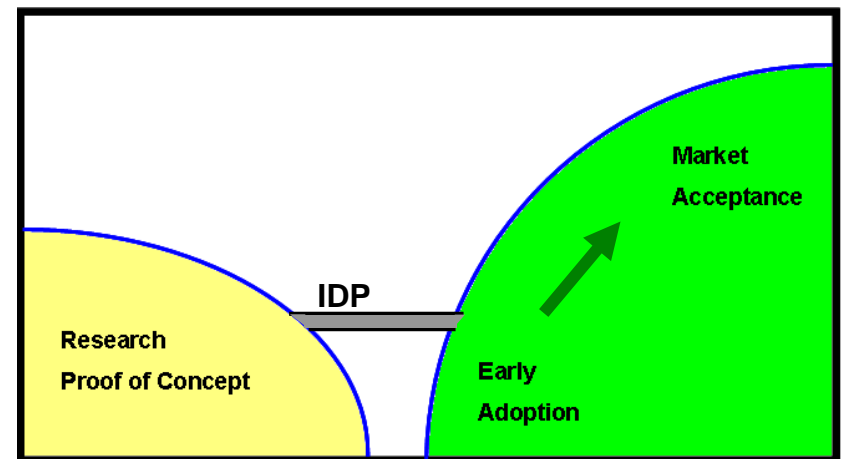 IDP
Research
Proof of Concept
Early
Adoption
Market
Acceptance